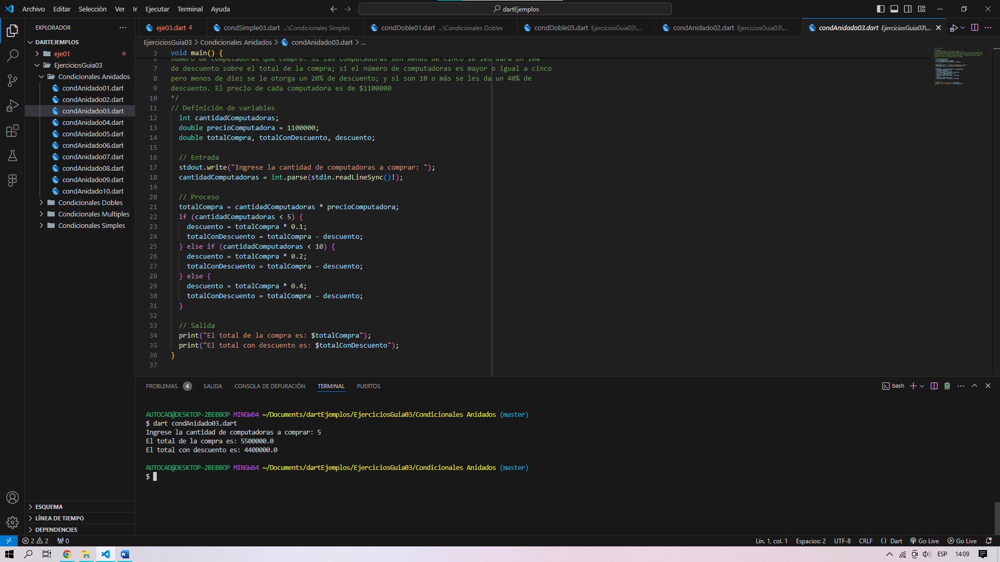 Archivo Editar Selección Ver Ir Ejecutar Terminal Ayuda
dartEjemplos
EXPLORADOR
DARTEJEMPLOS
eje01
EjerciciosGuia03
Condicionales Anidados
condAnidado01.dart
condAnidado02.dart
condAnidado03.dart
condAnidado04.dart
condAnidado05.dart
condAnidado06.dart
condAnidado07.dart
condAnidado08.dart
condAnidado09.dart
condAnidado10.dart
Condicionales Dobles
Condicionales Multiples
Condicionales Simples
ESQUEMA
LÍNEA DE TIEMPO
DEPENDENCIES
eje03.dart 4 condSimple03.dart ...\Condicionales Simples condDoble01.dart ...\Condicionales Dobles condDoble05.dart EjerciciosGuia03\... condAnidado02.dart EjerciciosGuia03\... condAnidado03.dart EjerciciosGuia03\...
EjerciciosGuia03 > Condicionales Anidados > condAnidado03.dart > ...
3 void main() {
6 número de computadoras que compre. Si las computadoras son menos de cinco se les dará un 10%
7 de descuento sobre el total de la compra; si el número de computadoras es mayor o igual a cinco
8 pero menos de diez se le otorga un 20% de descuento; y si son 10 o más se les da un 40% de
9 descuento. El precio de cada computadora es de $1100000
10 */
11 // Definición de variables
12 int cantidadComputadoras;
13 double precioComputadora = 1100000;
14 double totalCompra, totalConDescuento, descuento;
15
16 // Entrada
17 stdout.write("Ingrese la cantidad de computadoras a comprar: ");
18 cantidadComputadoras = int.parse(stdin.readLineSync()!);
19
20 // Proceso
21 totalCompra = cantidadComputadoras * precioComputadora;
22 if (cantidadComputadoras < 5) {
23 descuento = totalCompra * 0.1;
24 totalConDescuento = totalCompra - descuento;
25 } else if (cantidadComputadoras < 10) {
26 descuento = totalCompra * 0.2;
27 totalConDescuento = totalCompra - descuento;
28 } else {
29 descuento = totalCompra * 0.4;
30 totalConDescuento = totalCompra - descuento;
31 }
32
33 // Salida
34 print("El total de la compra es: $totalCompra");
35 print("El total con descuento es: $totalConDescuento");
36 }
37
PROBLEMAS 4 SALIDA CONSOLA DE DEPURACIÓN TERMINAL PUERTOS
bash
AUTOCAD@DESKTOP-2BEBBOP MINGW64 ~/Documents/dartEjemplos/EjerciciosGuia03/Condicionales Anidados (master)
$ dart condAnidado03.dart
Ingrese la cantidad de computadoras a comprar: 5
El total de la compra es: 5500000.0
El total con descuento es: 4400000.0
AUTOCAD@DESKTOP-2BEBBOP MINGW64 ~/Documents/dartEjemplos/EjerciciosGuia03/Condicionales Anidados (master)
$
2 2 0
Lín. 1, col. 1 Espacios: 2 UTF-8 CRLF {} Dart Go Live Go Live
ESP 14:09